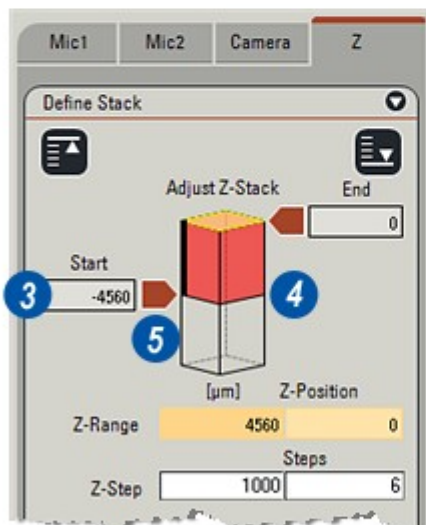 Mic1 Mic2 Camera Z
Define Stack
Adjust Z-Stack End
0
Start
3 -4560 4
5
[µm] Z-Position
Z-Range 4560 0
Steps
Z-Step 1000 6